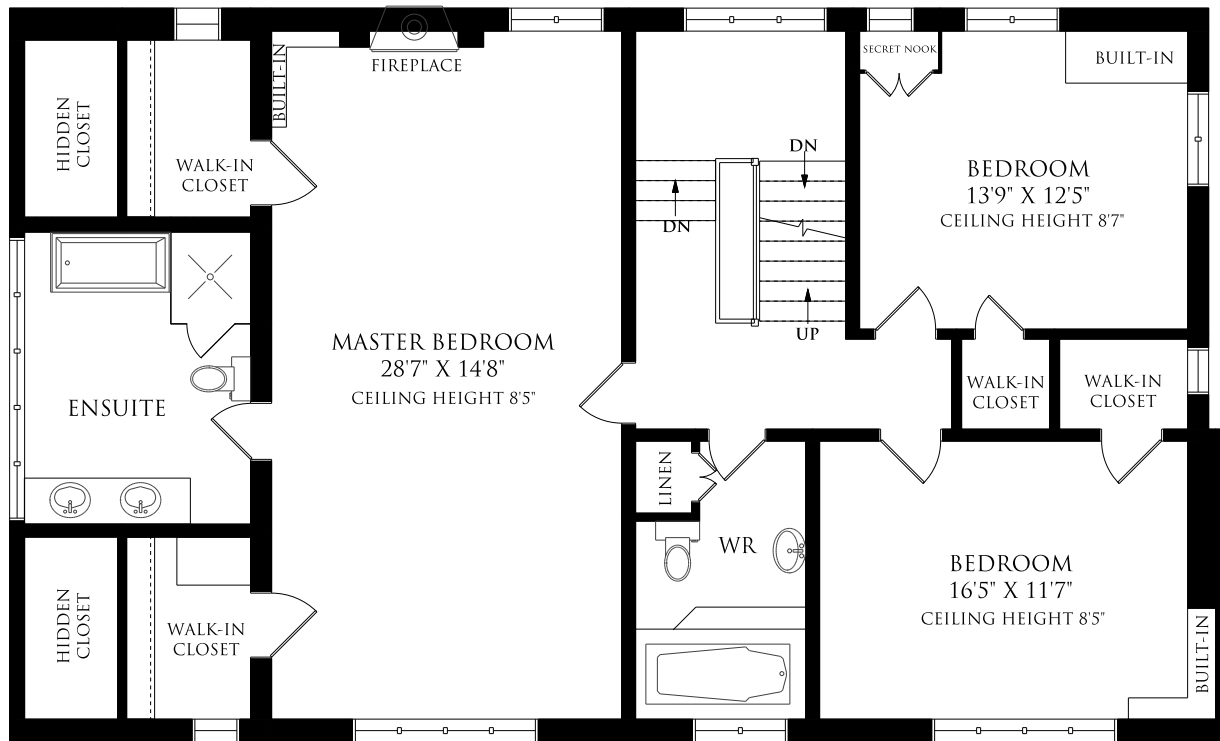 SECRET NOOK
BUILT-IN
FIREPLACE
BUILT-IN
HIDDEN
CLOSET
WALK-IN
CLOSET
DN
DN
UP
BEDROOM
13'9" X 12'5"
CEILING HEIGHT 8'7"
MASTER BEDROOM
28'7" X 14'8"
CEILING HEIGHT 8'5"
ENSUITE
WALK-IN
CLOSET
WALK-IN
CLOSET
LINEN
WR
BEDROOM
16'5" X 11'7"
CEILING HEIGHT 8'5"
HIDDEN
CLOSET
WALK-IN
CLOSET
BUILT-IN